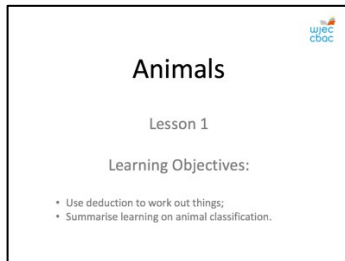 wjec
cbac
Animals
Lesson 1
Learning Objectives:
• Use deduction to work out things;
• Summarise learning on animal classification.